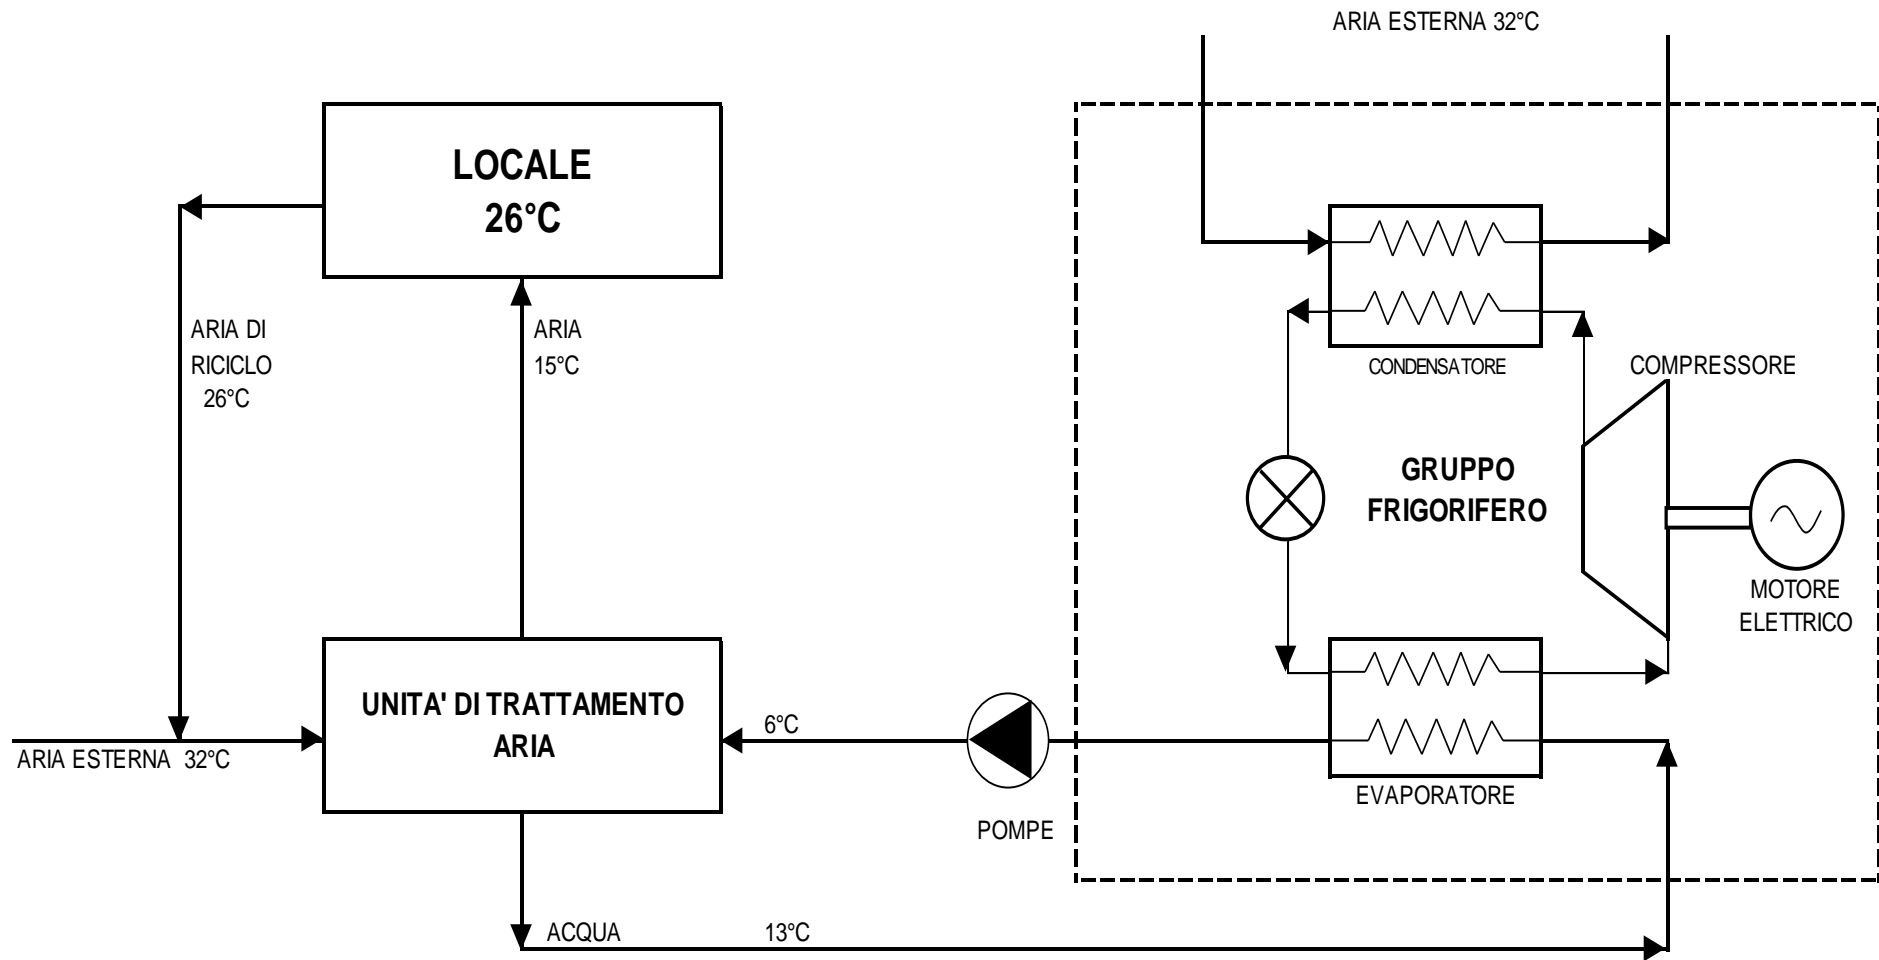 ARIA ESTERNA 32°C
LOCALE
26°C
ARIA DI
RICICLO
26°C
ARIA
15°C
CONDENSATORE
COMPRESSORE
GRUPPO
FRIGORIFERO
MOTORE
ELETTRICO
UNITA' DI TRATTAMENTO
ARIA
6°C
ARIA ESTERNA 32°C
EVAPORATORE
POMPE
ACQUA 13°C